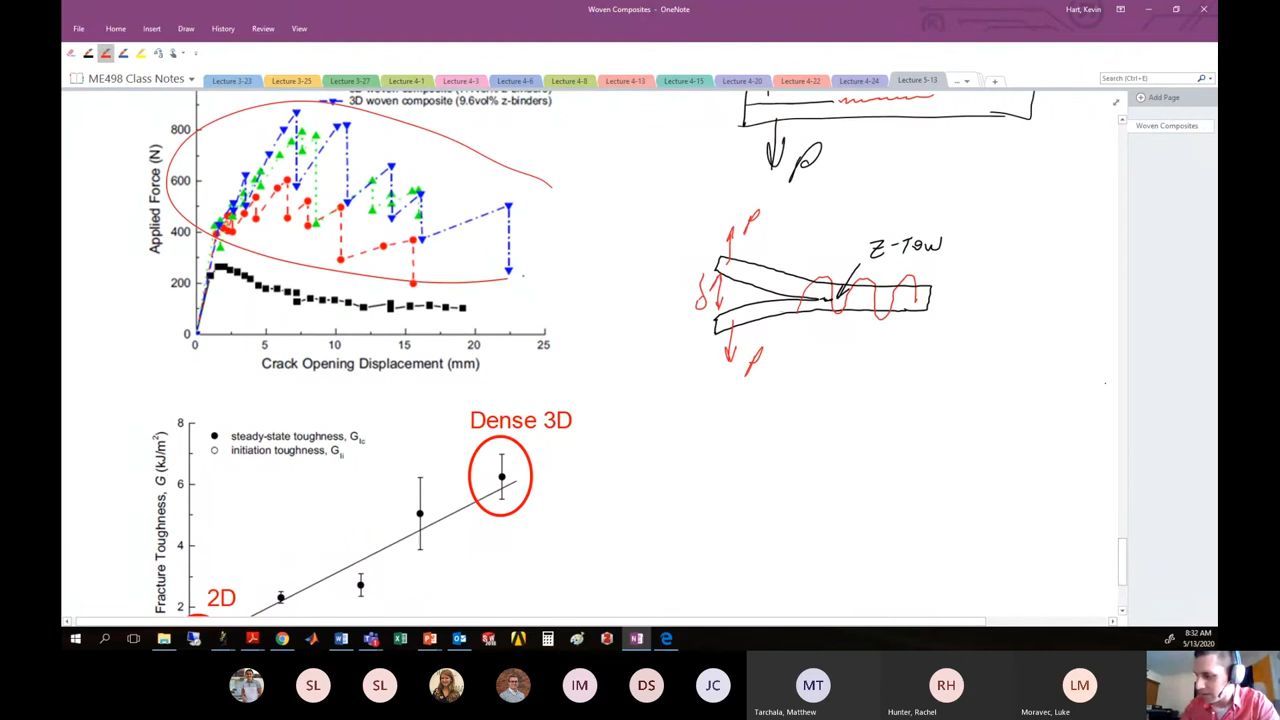 Woven Composites - OneNote
Hart, Kevin
File Home Insert Draw History Review View
ME498 Class Notes
Lecture 3-23 Lecture 3-25 Lecture 3-27 Lecture 4-1 Lecture 4-3 Lecture 4-6 Lecture 4-8 Lecture 4-13 Lecture 4-15 Lecture 4-20 Lecture 4-22 Lecture 4-24 Lecture 5-13
Search (Ctrl+E)
Add Page
Woven Composites
3D woven composite (9.6vol% z-binders)
Applied Force (N)
800
600
400
200
0
0 5 10 15 20 25
Crack Opening Displacement (mm)
P
P
Z-Tow
δ
P
Dense 3D
2D
Fracture Toughness, G (kJ/m²)
8
6
4
2
steady-state toughness, GIc
initiation toughness, GIi
8:32 AM
5/13/2020
SL
SL
IM
DS
JC
MT
RH
LM
Tarchala, Matthew
Hunter, Rachel
Moravec, Luke